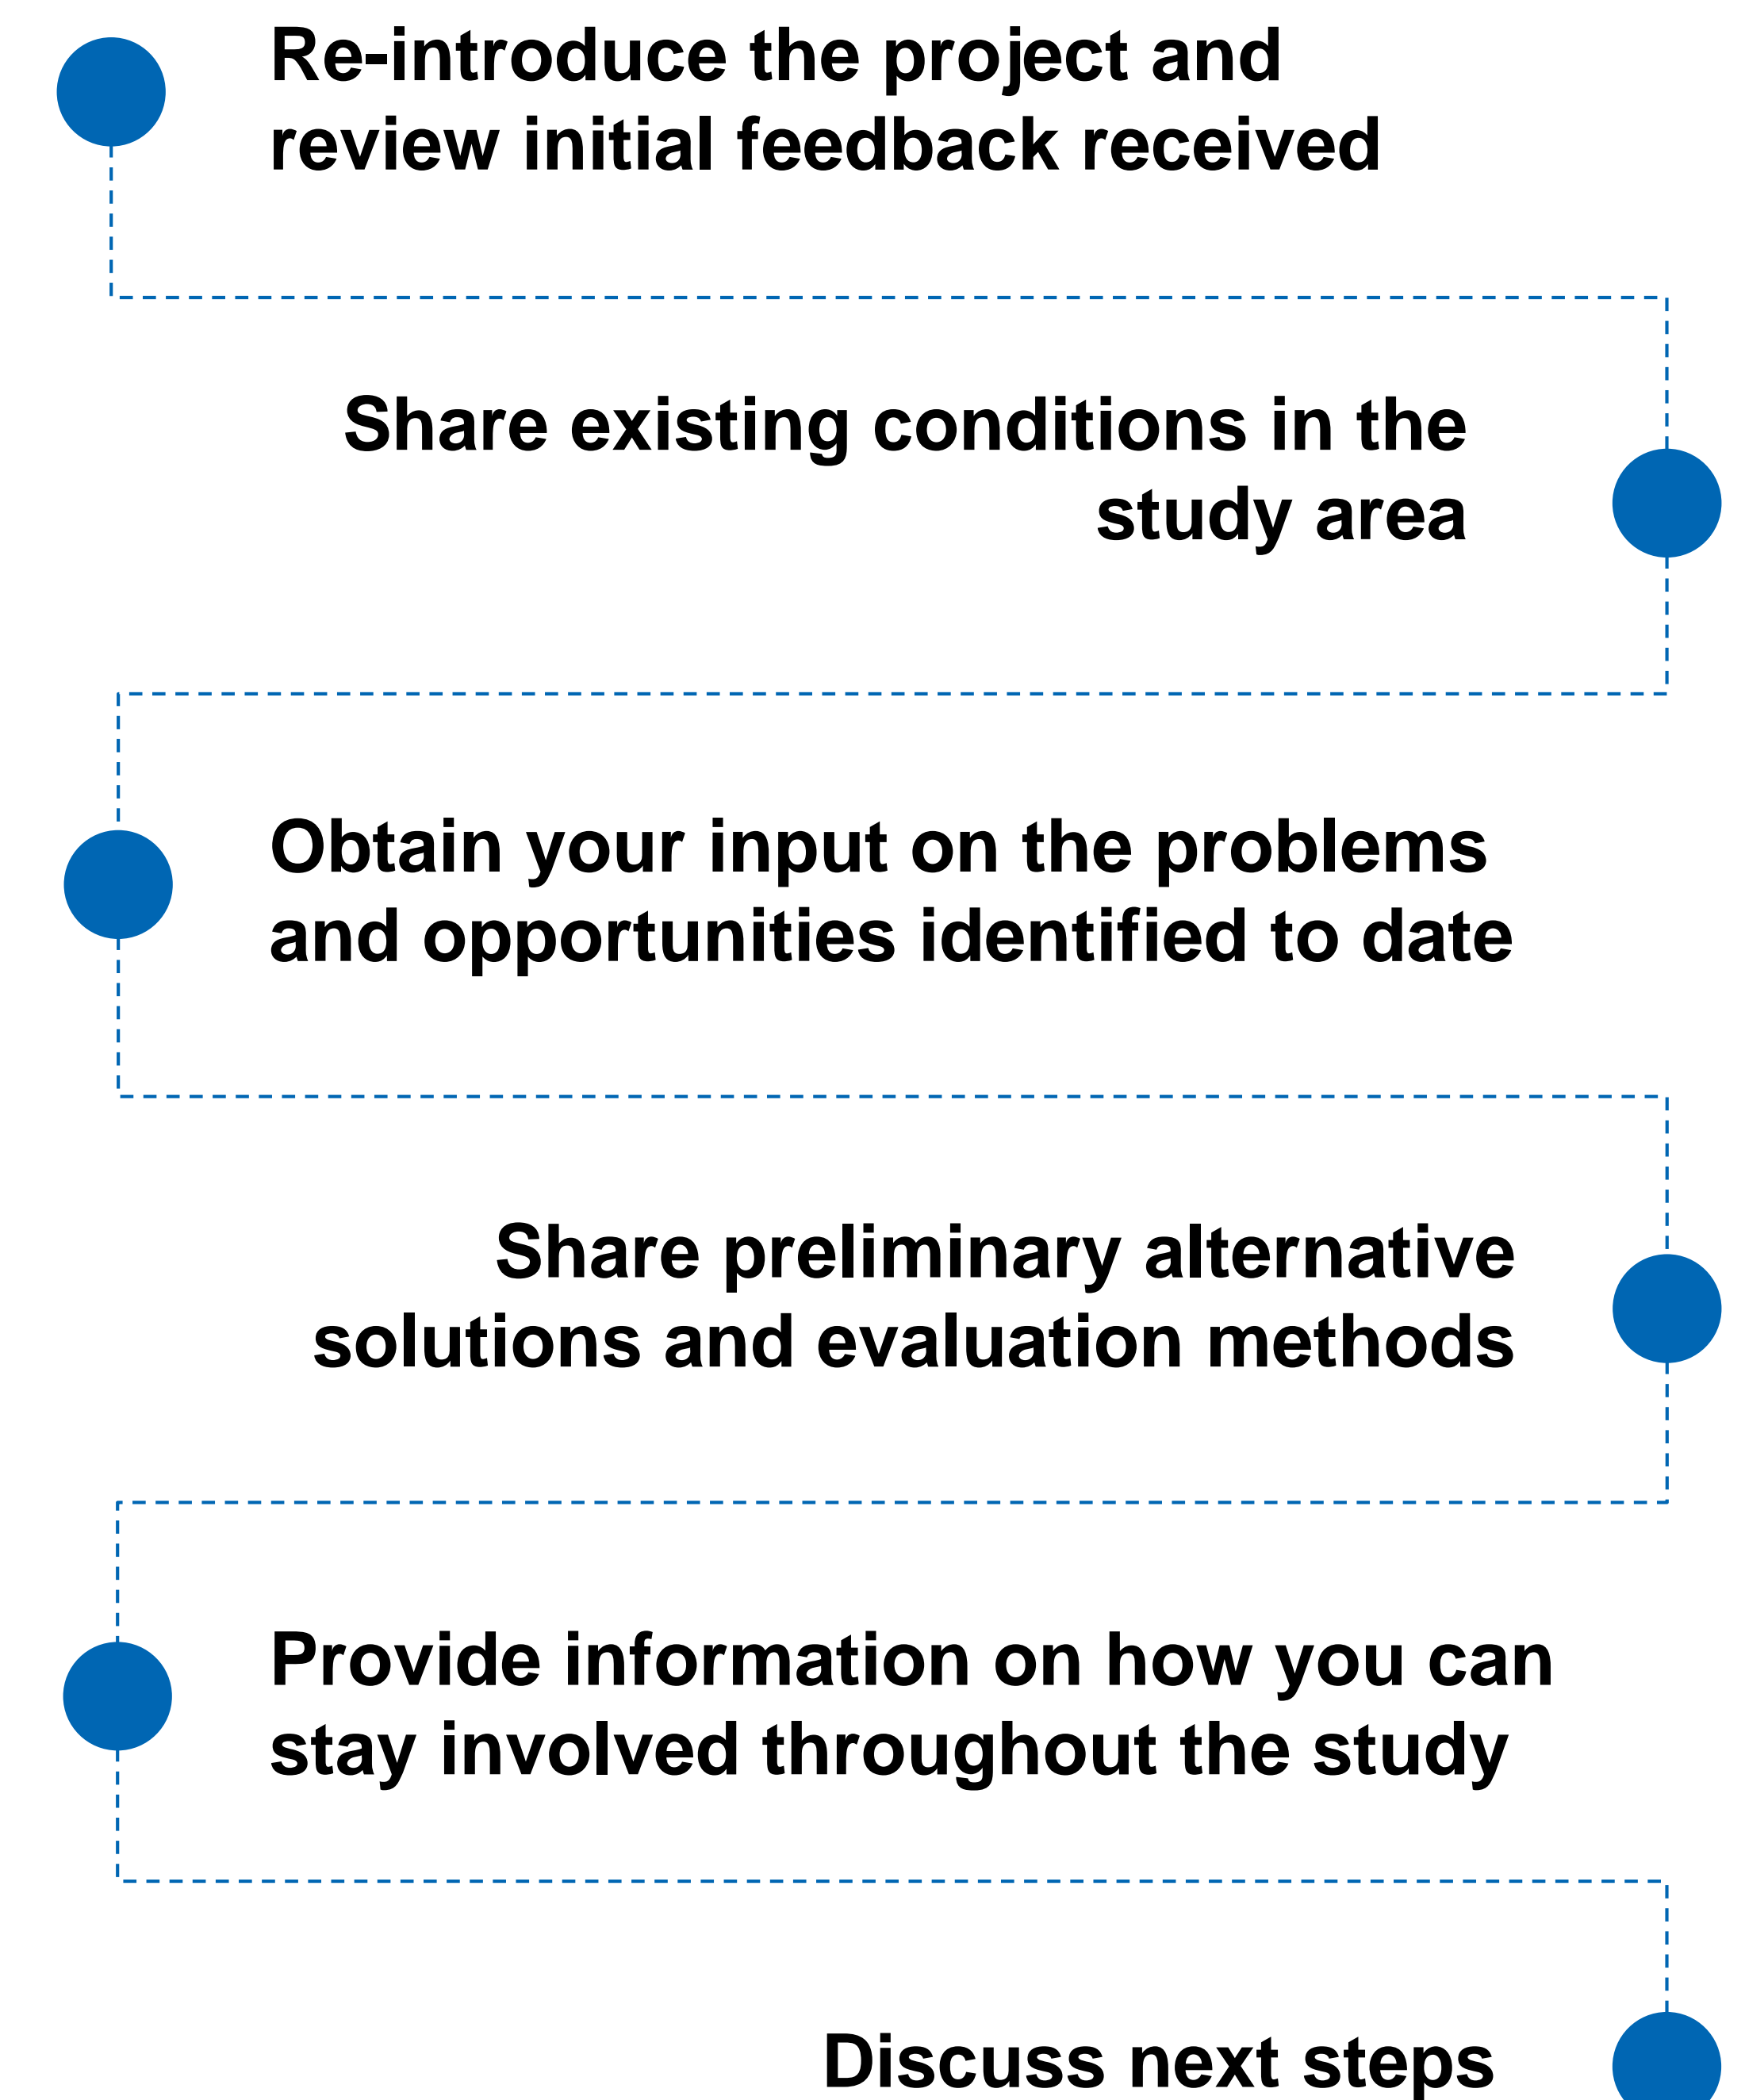 Re-introduce the project and
review initial feedback received
Share existing conditions in the
study area
Obtain your input on the problems
and opportunities identified to date
Share preliminary alternative
solutions and evaluation methods
Provide information on how you can
stay involved throughout the study
Discuss next steps